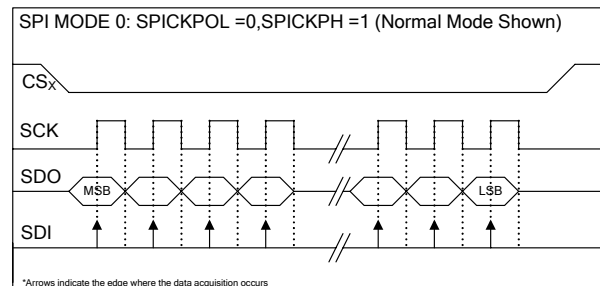 SPI MODE 0: SPICKPOL =0,SPICKPH =1 (Normal Mode Shown)
CSX
SCK
SDO
MSB
LSB
SDI
*Arrows indicate the edge where the data acquisition occurs